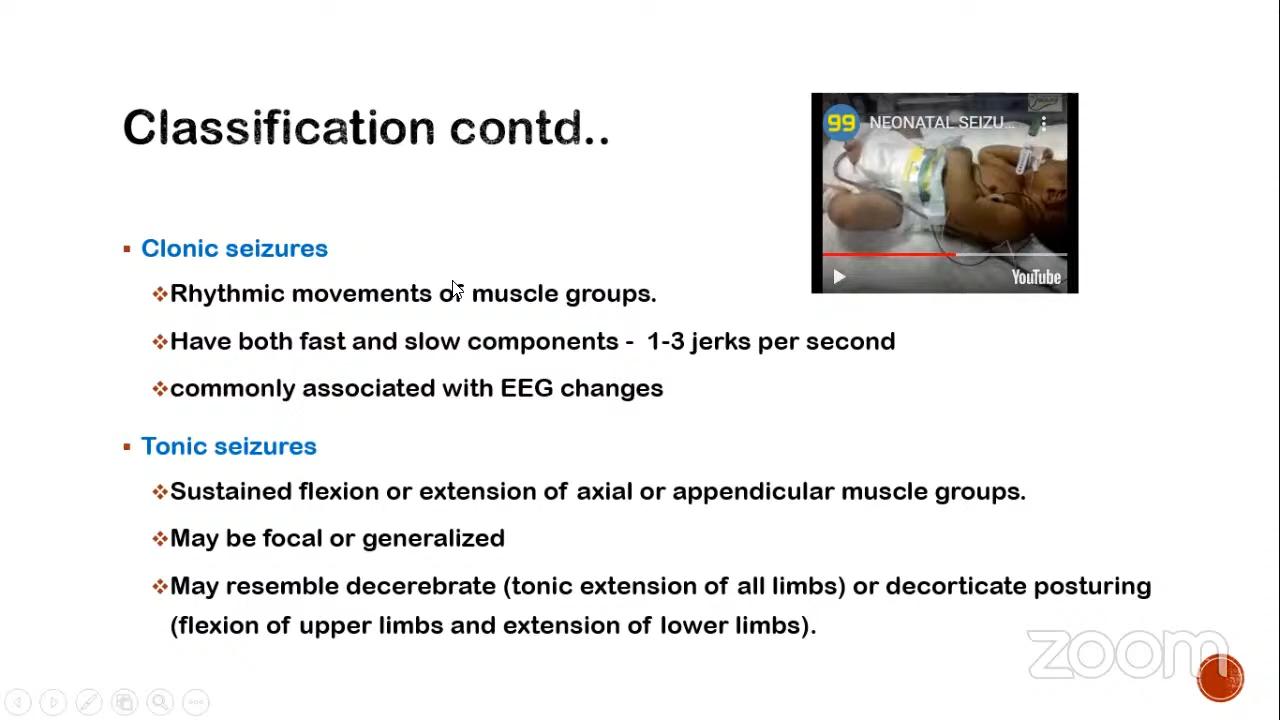 Classification contd..
99 NEONATAL SEIZU...
YouTube
Clonic seizures
Rhythmic movements of muscle groups.
Have both fast and slow components - 1-3 jerks per second
commonly associated with EEG changes
Tonic seizures
Sustained flexion or extension of axial or appendicular muscle groups.
May be focal or generalized
May resemble decerebrate (tonic extension of all limbs) or decorticate posturing
(flexion of upper limbs and extension of lower limbs).
zoom